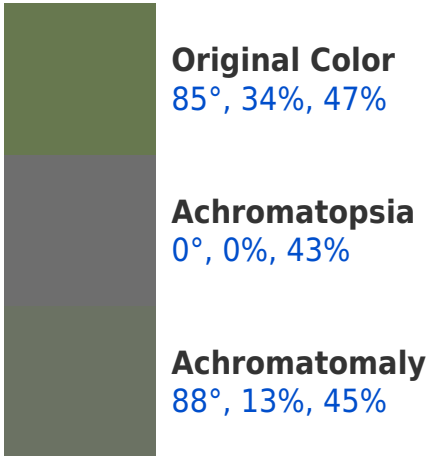 Original Color
85°, 34%, 47%
Achromatopsia
0°, 0%, 43%
Achromatomaly
88°, 13%, 45%